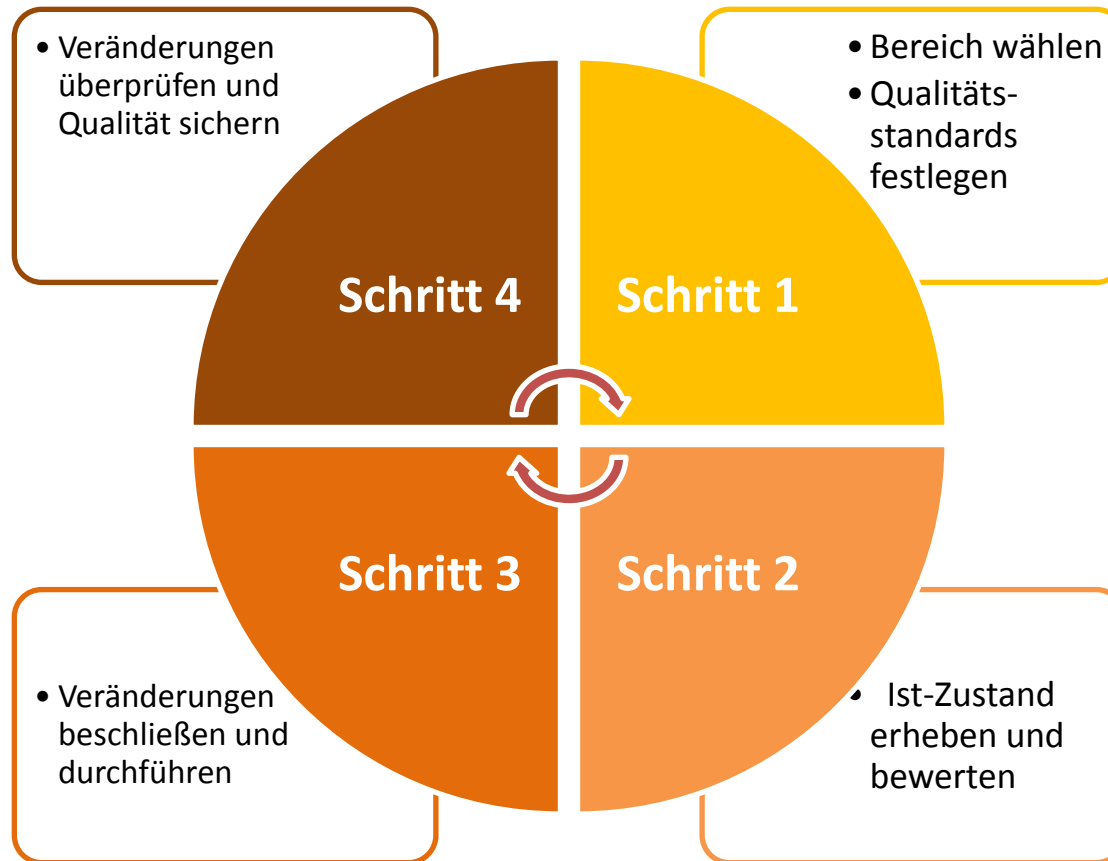 • Veränderungen
überprüfen und
Qualität sichern
• Bereich wählen
• Qualitäts-
standards
festlegen
Schritt 4
Schritt 1
Schritt 3
Schritt 2
• Veränderungen
beschließen und
durchführen
• Ist-Zustand
erheben und
bewerten